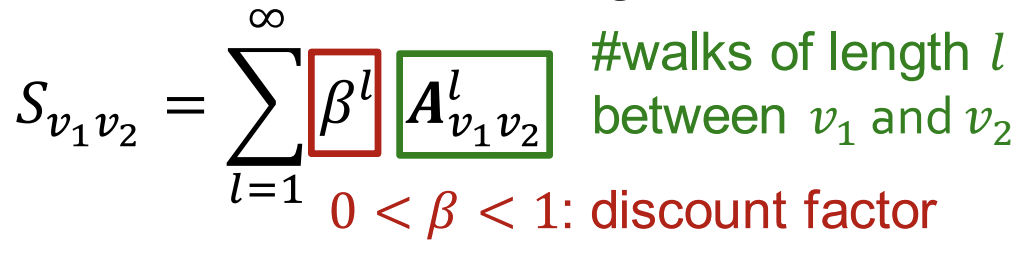 ∞
S_{v_1 v_2} = ∑ β^l A^l_{v_1 v_2}
l=1
#walks of length l
between v_1 and v_2
0 < β < 1: discount factor